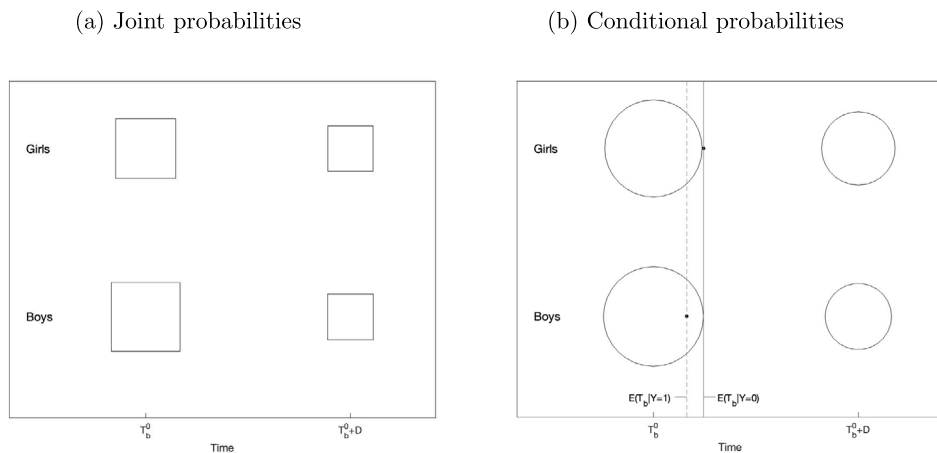 (a) Joint probabilities
Girls
Boys
T_b^0
T_b^0+D
Time
(b) Conditional probabilities
Girls
Boys
E(T_b|Y=1)
E(T_b|Y=0)
T_b^0
T_b^0+D
Time